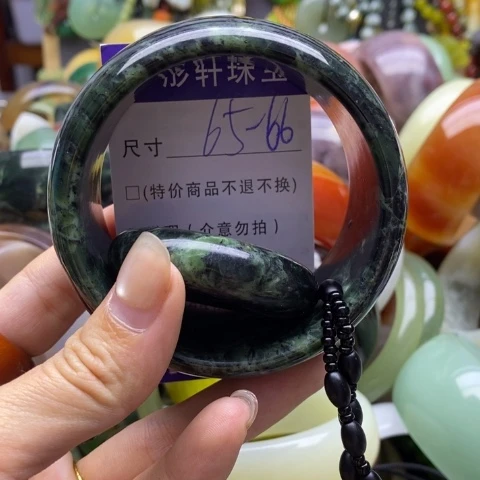 轩珠宝
尺寸 65-66
□(特价商品不退不换)
(介意勿拍)